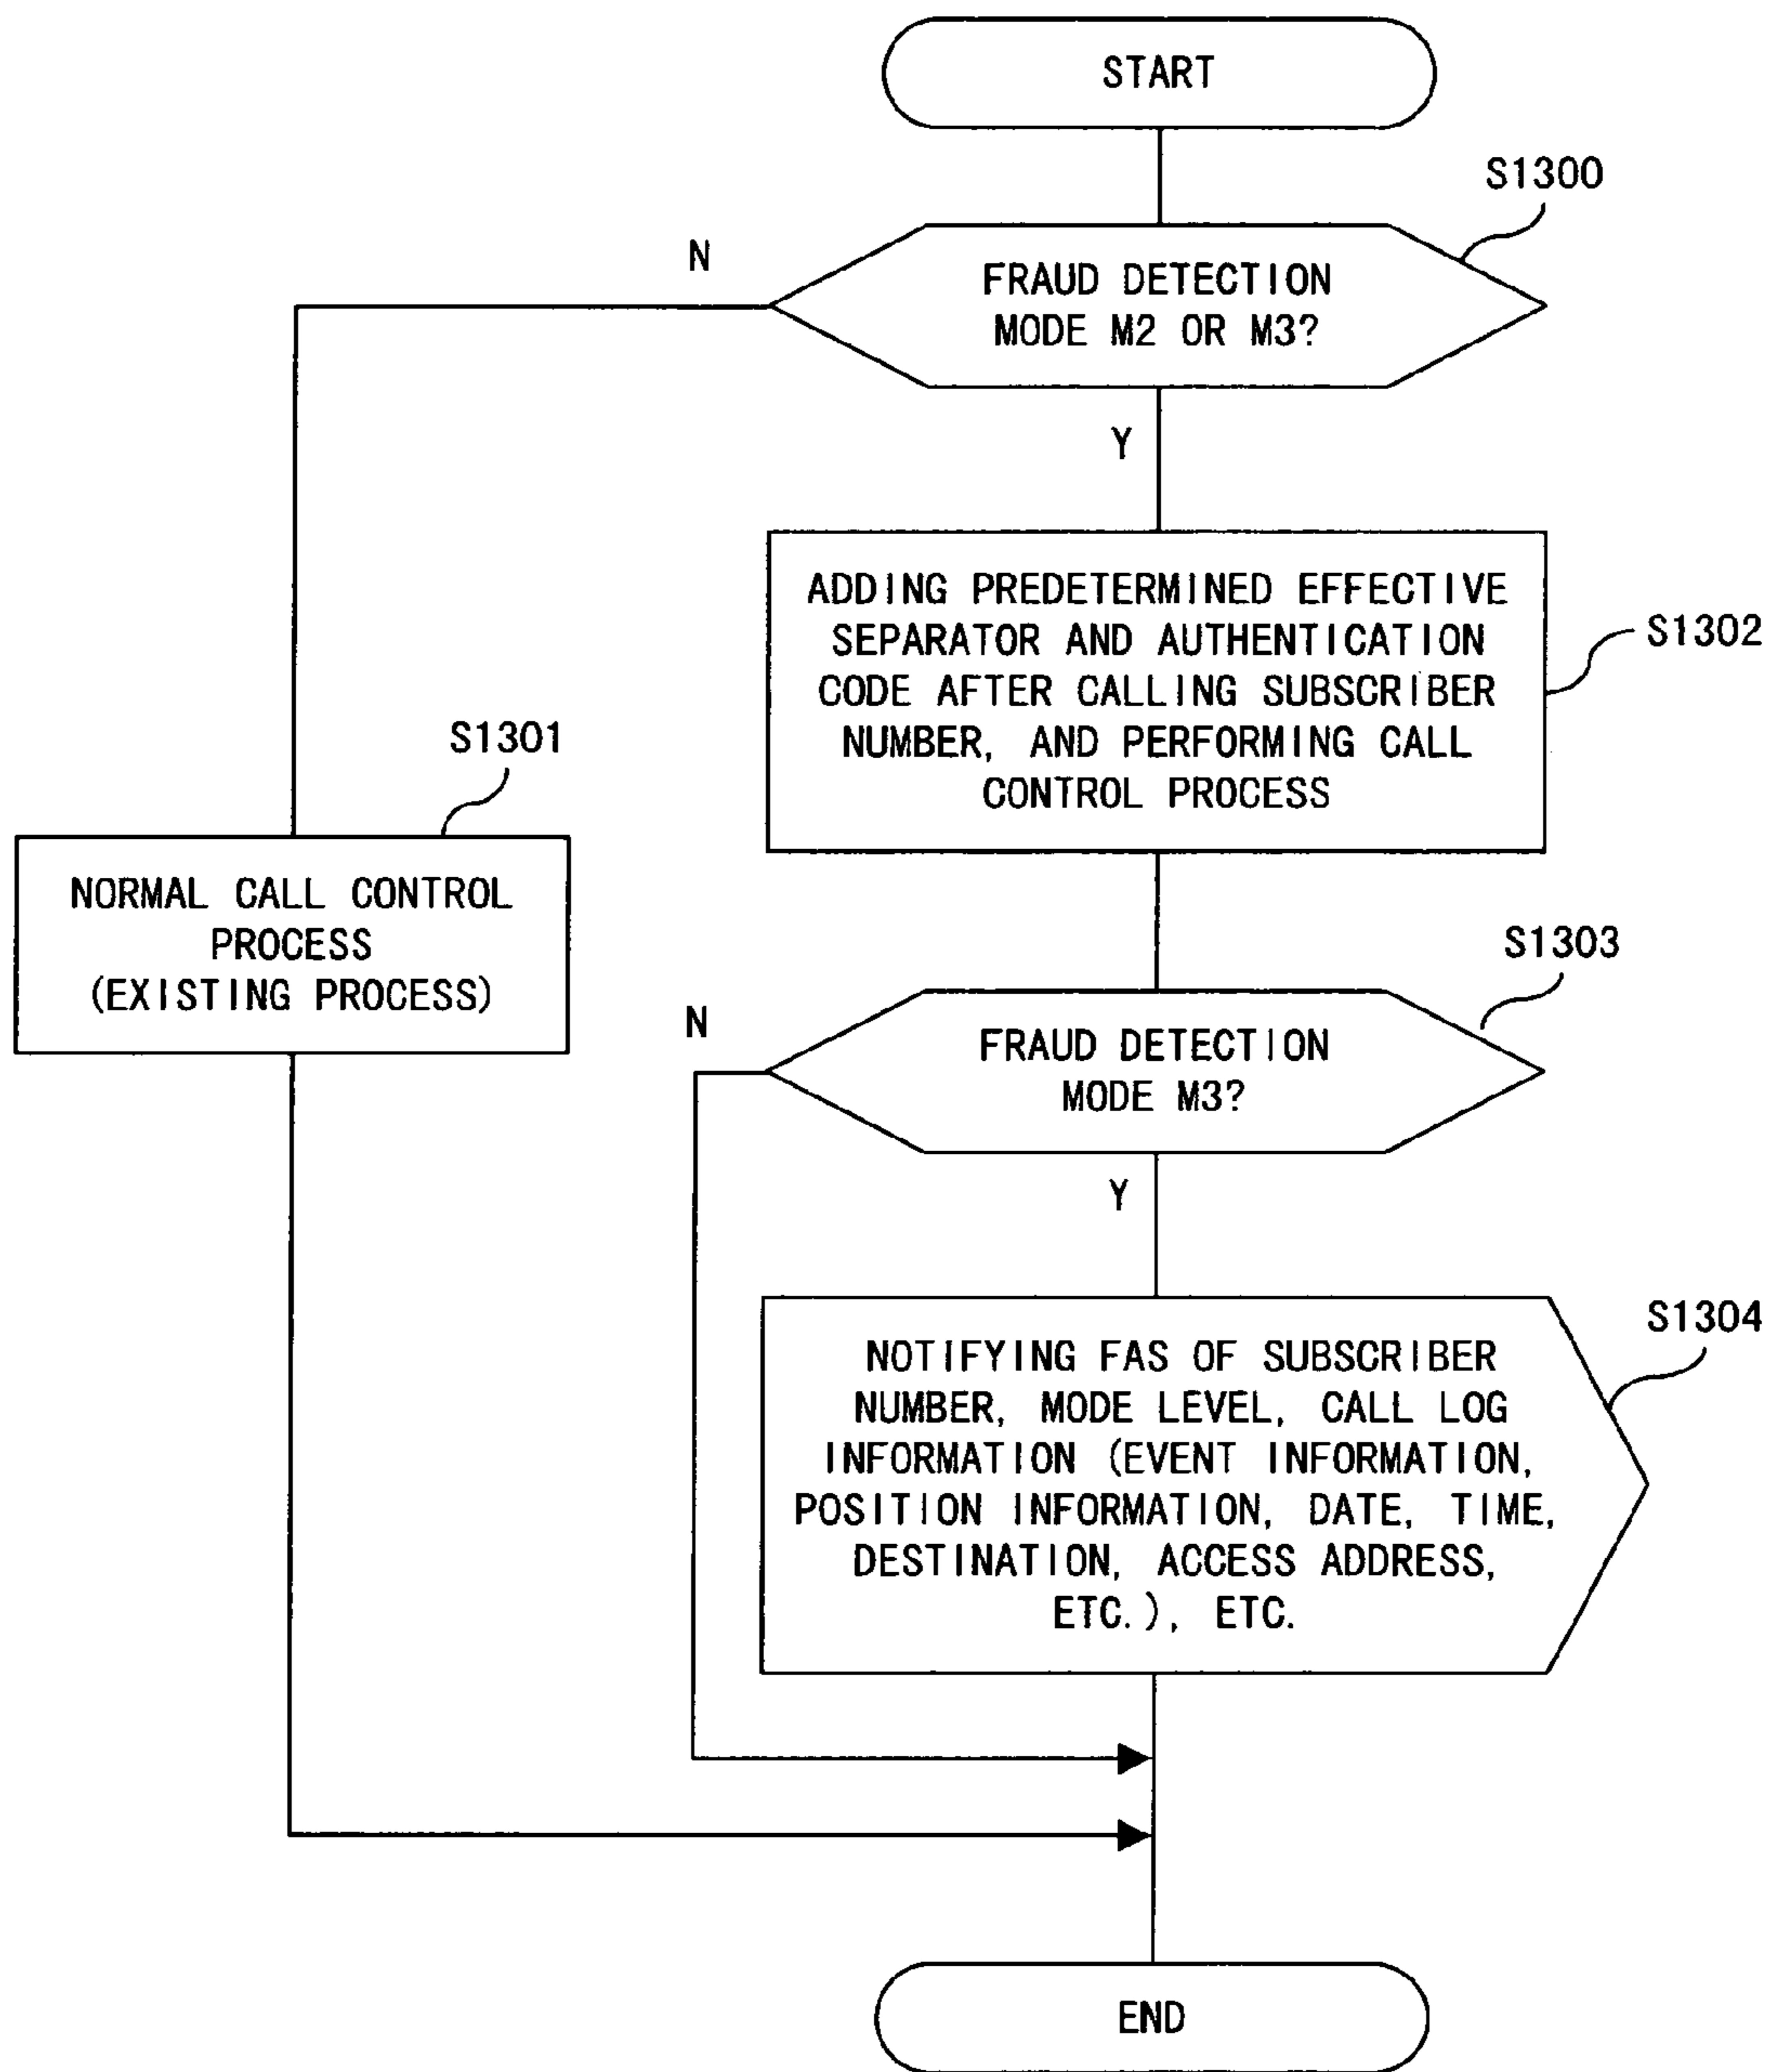 START
S1300
N
FRAUD DETECTION
MODE M2 OR M3?
Y
ADDING PREDETERMINED EFFECTIVE
SEPARATOR AND AUTHENTICATION
CODE AFTER CALLING SUBSCRIBER
NUMBER, AND PERFORMING CALL
CONTROL PROCESS
S1302
S1301
NORMAL CALL CONTROL
PROCESS
(EXISTING PROCESS)
S1303
N
FRAUD DETECTION
MODE M3?
Y
S1304
NOTIFYING FAS OF SUBSCRIBER
NUMBER, MODE LEVEL, CALL LOG
INFORMATION (EVENT INFORMATION,
POSITION INFORMATION, DATE, TIME,
DESTINATION, ACCESS ADDRESS,
ETC.), ETC.
END